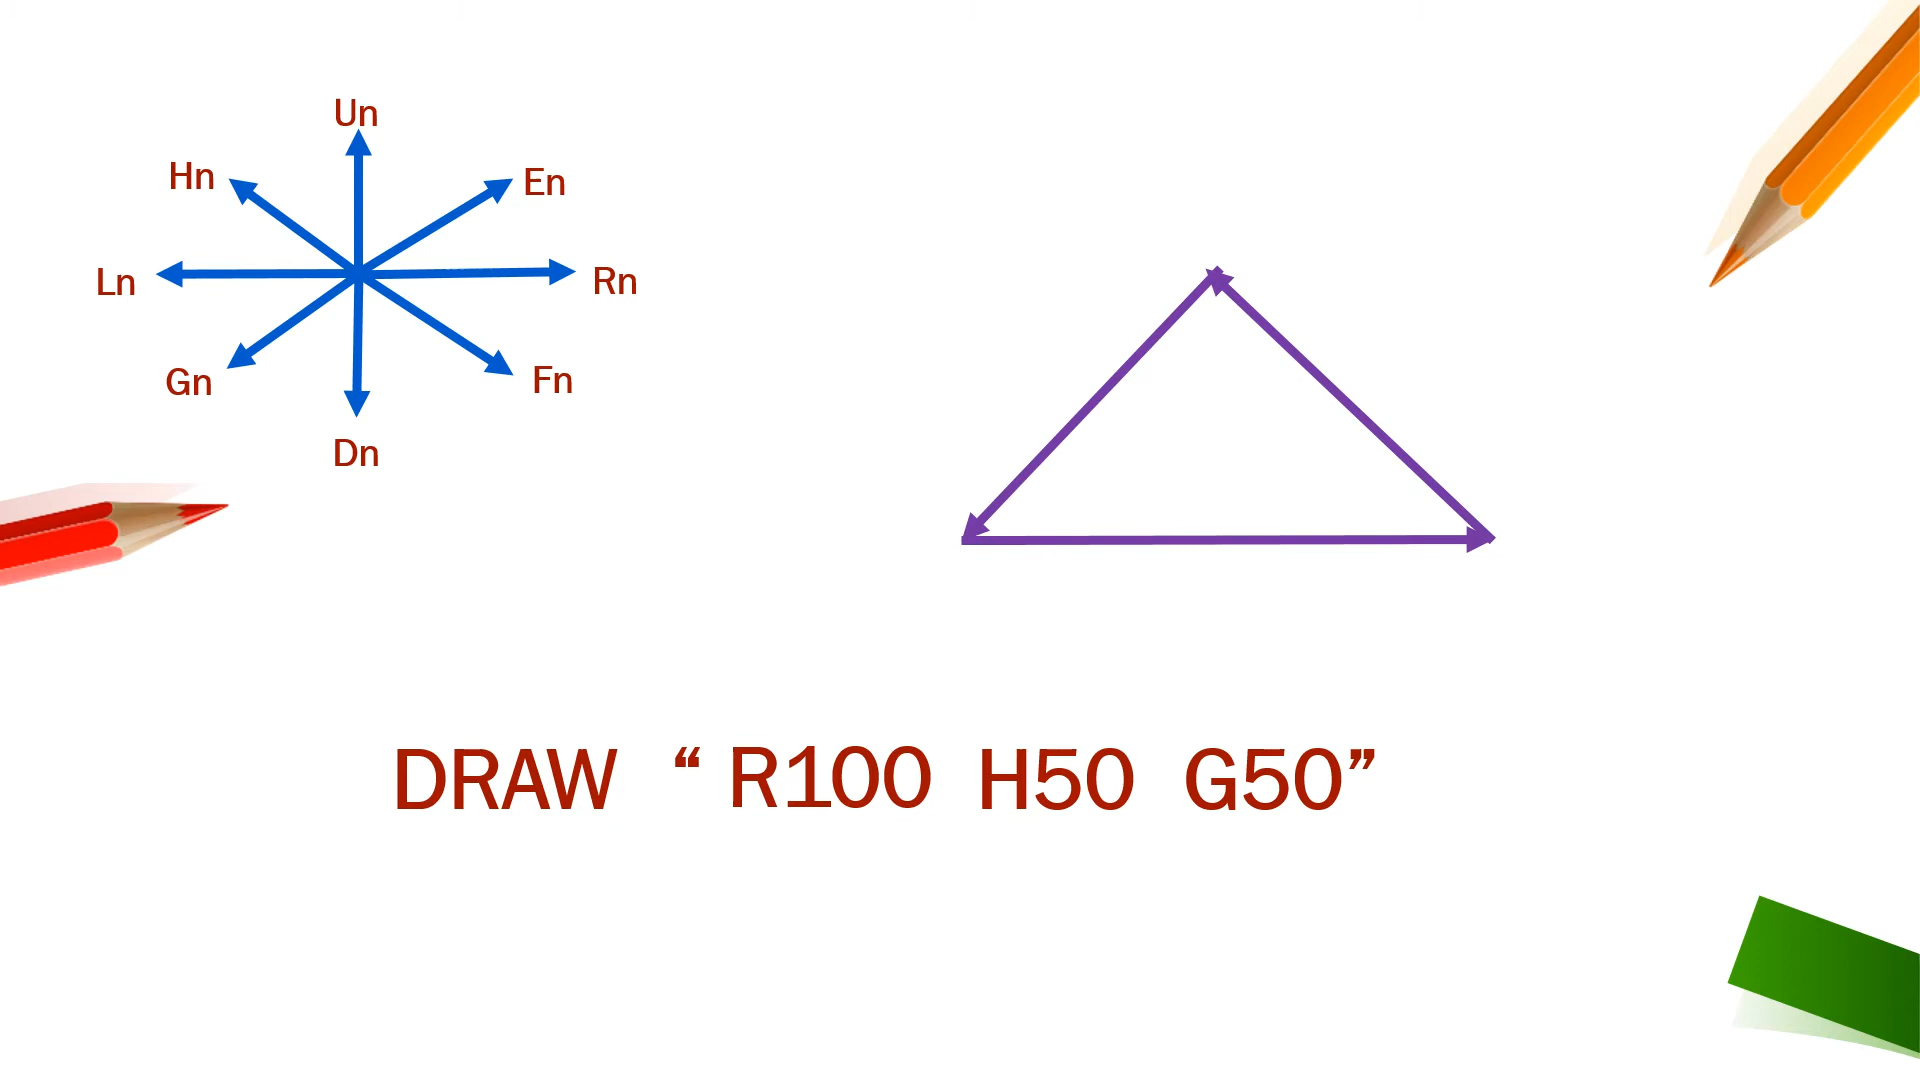 Un
Hn
En
Ln
Rn
Gn
Fn
Dn
DRAW “ R100 H50 G50”